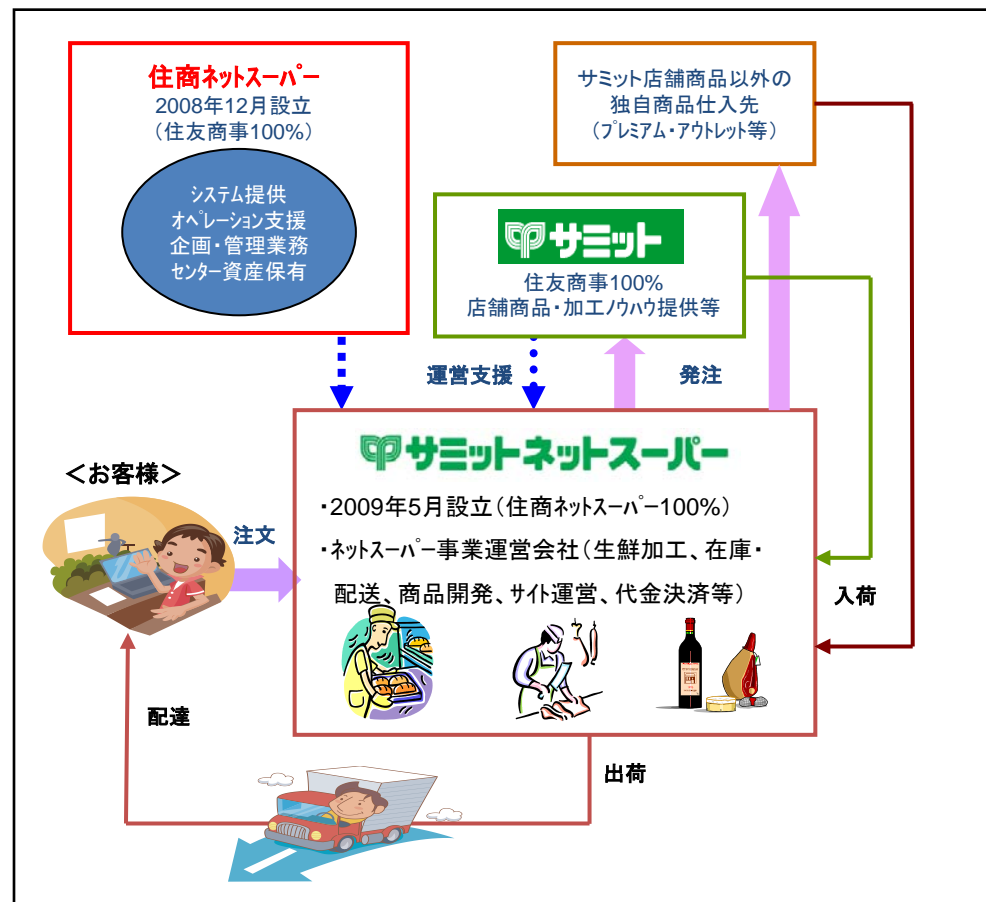 住商ネットスーパー
2008年12月設立
（住友商事100%）
システム提供
オペレーション支援
企画・管理業務
センター資産保有
サミット店舗商品以外の
独自商品仕入先
（プレミアム・アウトレット等）
サミット
住友商事100%
店舗商品・加工ノウハウ提供等
運営支援
発注
サミットネットスーパー
・2009年5月設立（住商ネットスーパー100%）
・ネットスーパー事業運営会社（生鮮加工、在庫・
配送、商品開発、サイト運営、代金決済等）
＜お客様＞
注文
入荷
配達
出荷